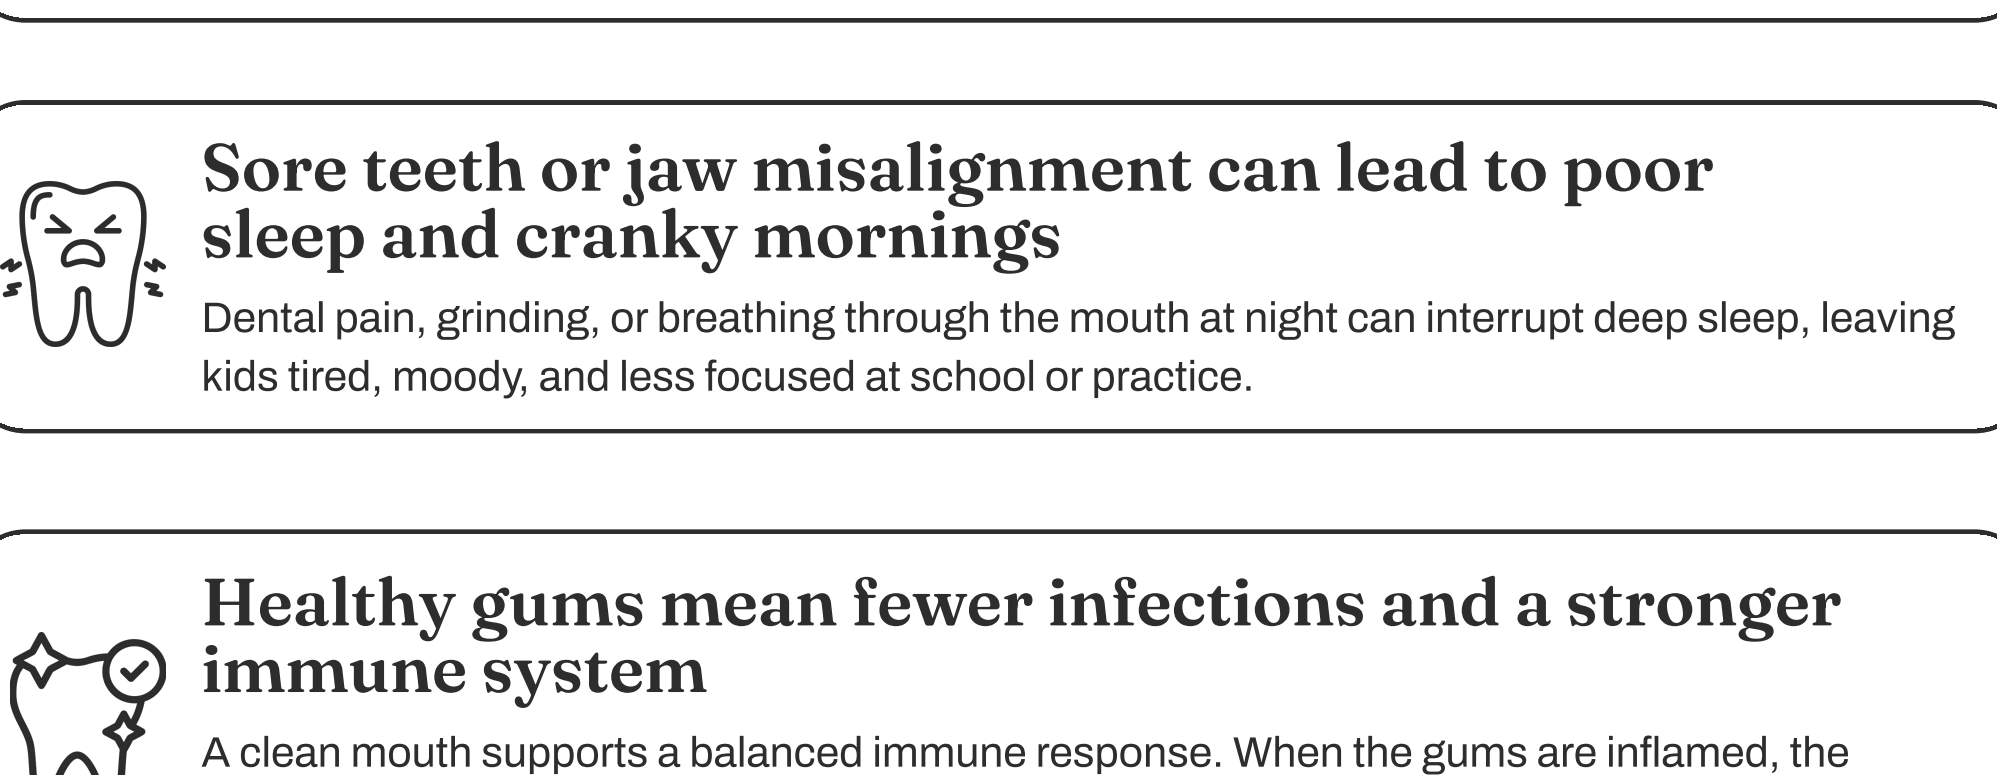 Sore teeth or jaw misalignment can lead to poor
sleep and cranky mornings
Dental pain, grinding, or breathing through the mouth at night can interrupt deep sleep, leaving
kids tired, moody, and less focused at school or practice.
Healthy gums mean fewer infections and a stronger
immune system
A clean mouth supports a balanced immune response. When the gums are inflamed, the